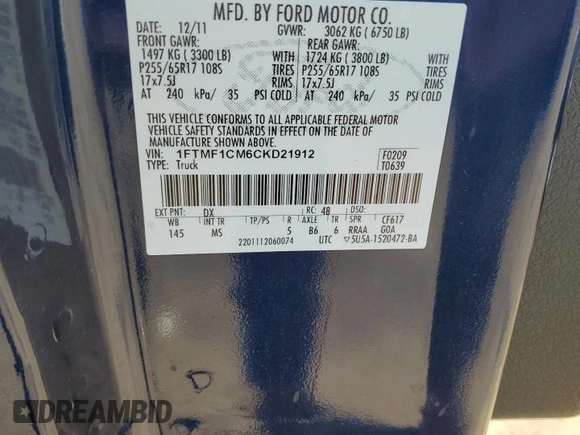 MFD. BY FORD MOTOR CO.
DATE: 12/11 GVWR: 3062 KG ( 6750 LB)
FRONT GAWR: REAR GAWR:
1497 KG ( 3300 LB) WITH 1724 KG ( 3800 LB) WITH
P255/65R17 108S TIRES P255/65R17 108S TIRES
17x7.5J RIMS 17x7.5J RIMS
AT 240 kPa/ 35 PSI COLD AT 240 kPa/ 35 PSI COLD
THIS VEHICLE CONFORMS TO ALL APPLICABLE FEDERAL MOTOR
VEHICLE SAFETY STANDARDS IN EFFECT ON THE DATE OF
MANUFACTURE SHOWN ABOVE.
VIN: 1FTMF1CM6CKD21912
TYPE: Truck
F0209
T0639
EXT PNT: DX RC: 48 DSO:
WB INT TR TP/PS R AXLE TR SPR CF617
145 MS 5 B6 6 RRAA GOA
2201112060074 UTC ▽5U5A-1520472-BA
D
DREAMBID